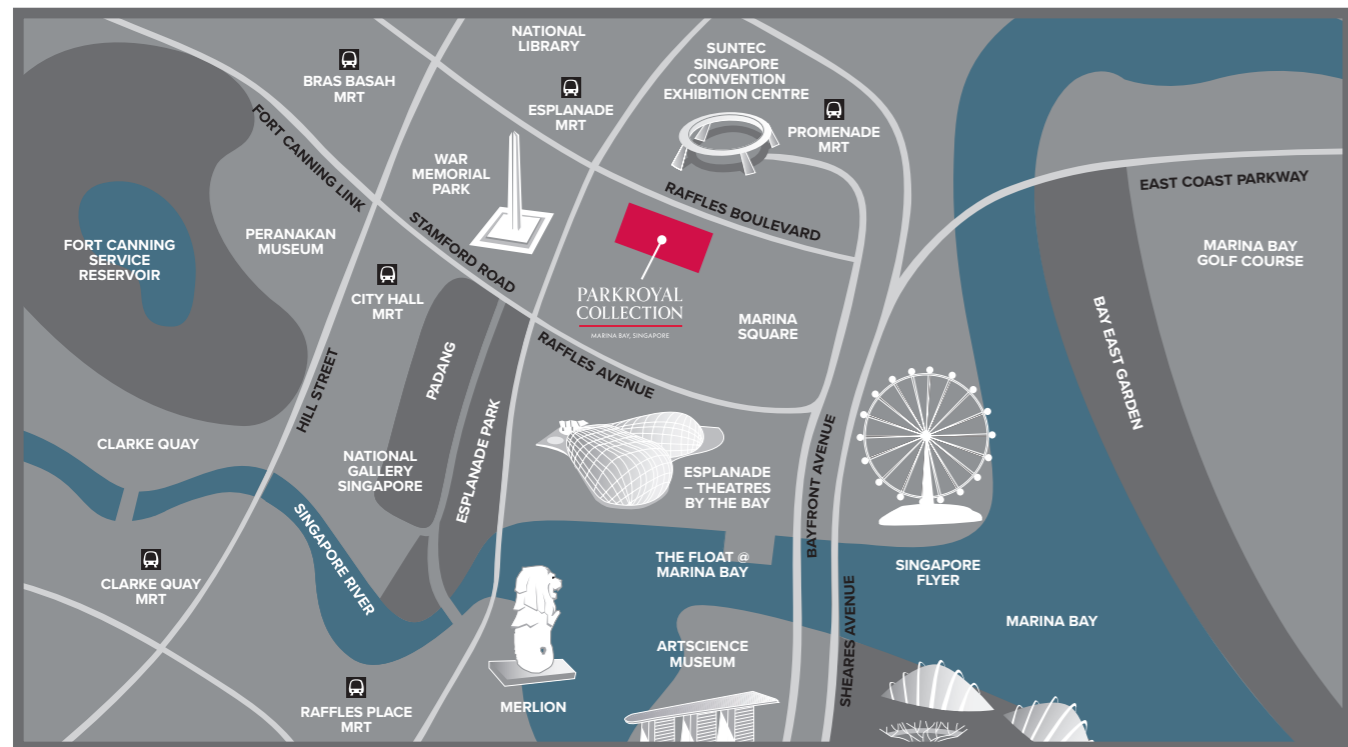 NATIONAL
LIBRARY
SUNTEC
SINGAPORE
CONVENTION
EXHIBITION CENTRE
BRAS BASAH
MRT
ESPLANADE
MRT
PROMENADE
MRT
FORT CANNING LINK
WAR
MEMORIAL
PARK
RAFFLES BOULEVARD
EAST COAST PARKWAY
FORT CANNING
SERVICE
RESERVOIR
PERANAKAN
MUSEUM
STAMFORD ROAD
MARINA BAY
GOLF COURSE
CITY HALL
MRT
PARKROYAL
COLLECTION
MARINA BAY, SINGAPORE
MARINA
SQUARE
BAY EAST GARDEN
HILL STREET
PADANG
RAFFLES AVENUE
CLARKE QUAY
NATIONAL
GALLERY
SINGAPORE
ESPLANADE PARK
ESPLANADE
– THEATRES
BY THE BAY
BAYFRONT AVENUE
SINGAPORE RIVER
THE FLOAT @
MARINA BAY
SINGAPORE
FLYER
CLARKE QUAY
MRT
MARINA BAY
ARTSCIENCE
MUSEUM
SHEARES AVENUE
RAFFLES PLACE
MRT
MERLION